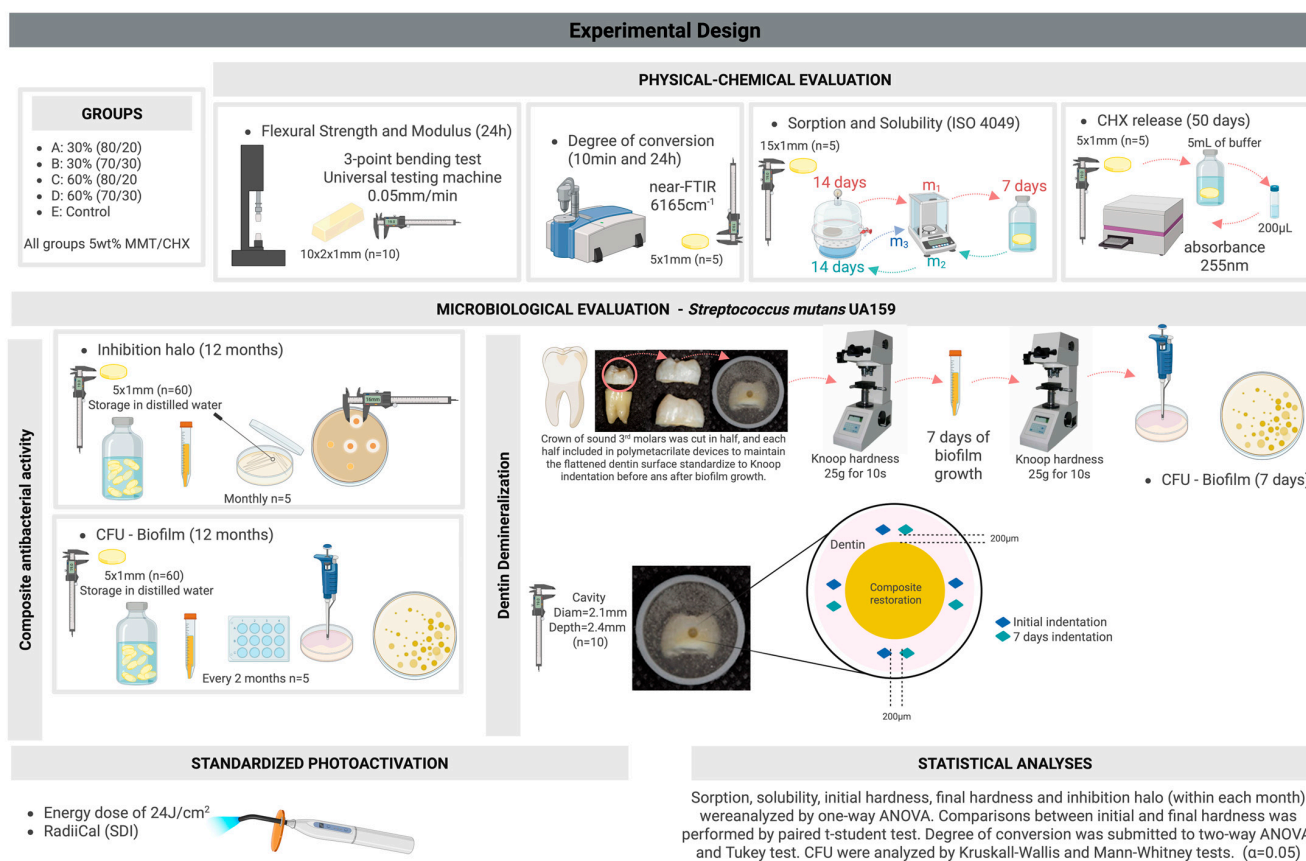 Experimental Design
GROUPS
• A: 30% (80/20)
• B: 30% (70/30)
• C: 60% (80/20
• D: 60% (70/30)
• E: Control
All groups 5wt% MMT/CHX
PHYSICAL-CHEMICAL EVALUATION
• Flexural Strength and Modulus (24h)
3-point bending test
Universal testing machine
0.05mm/min
10x2x1mm (n=10)
• Degree of conversion
(10min and 24h)
near-FTIR
6165cm⁻¹
5x1mm (n=5)
• Sorption and Solubility (ISO 4049)
15x1mm (n=5)
14 days
m₁
7 days
m₃
14 days
m₂
• CHX release (50 days)
5x1mm (n=5)
5mL of buffer
200µL
absorbance
255nm
MICROBIOLOGICAL EVALUATION - Streptococcus mutans UA159
Composite antibacterial activity
• Inhibition halo (12 months)
5x1mm (n=60)
Storage in distilled water
Monthly n=5
• CFU - Biofilm (12 months)
5x1mm (n=60)
Storage in distilled water
Every 2 months n=5
Dentin Demineralization
Crown of sound 3rd molars was cut in half, and each
half included in polymetacrilate devices to maintain
the flattened dentin surface standardize to Knoop
indentation before ans after biofilm growth.
Knoop hardness
25g for 10s
7 days of
biofilm
growth
Knoop hardness
25g for 10s
• CFU - Biofilm (7 days)
Cavity
Diam=2.1mm
Depth=2.4mm
(n=10)
Dentin
200µm
Composite
restoration
Initial indentation
7 days indentation
200µm
STANDARDIZED PHOTOACTIVATION
• Energy dose of 24J/cm²
• RadiiCal (SDI)
STATISTICAL ANALYSES
Sorption, solubility, initial hardness, final hardness and inhibition halo (within each month)
wereanalyzed by one-way ANOVA. Comparisons between initial and final hardness was
performed by paired t-student test. Degree of conversion was submitted to two-way ANOVA
and Tukey test. CFU were analyzed by Kruskall-Wallis and Mann-Whitney tests. (α=0.05)